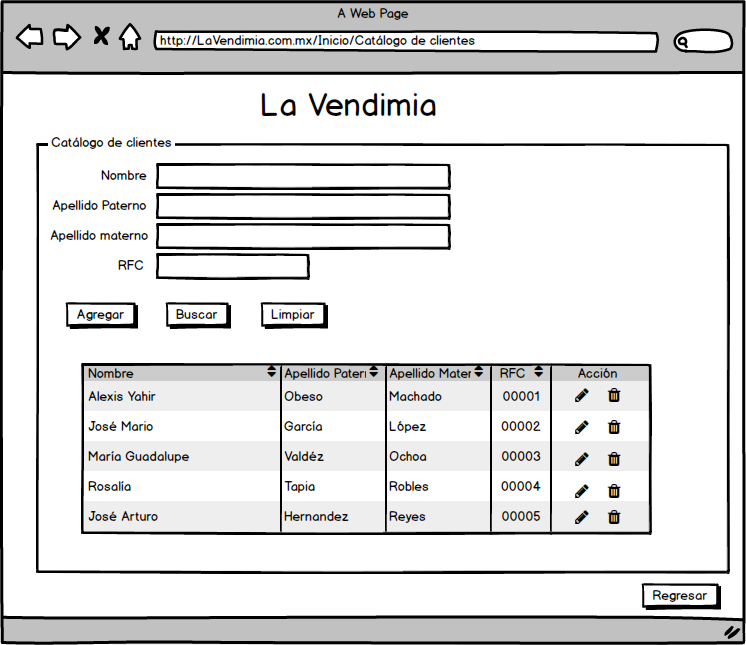 A Web Page
http://LaVendimia.com.mx/Inicio/Catálogo de clientes
La Vendimia
Catálogo de clientes
Nombre
Apellido Paterno
Apellido materno
RFC
Agregar Buscar Limpiar
Nombre Apellido Patern Apellido Mater RFC Acción
Alexis Yahir Obeso Machado 00001
José Mario García López 00002
María Guadalupe Valdéz Ochoa 00003
Rosalía Tapia Robles 00004
José Arturo Hernandez Reyes 00005
Regresar